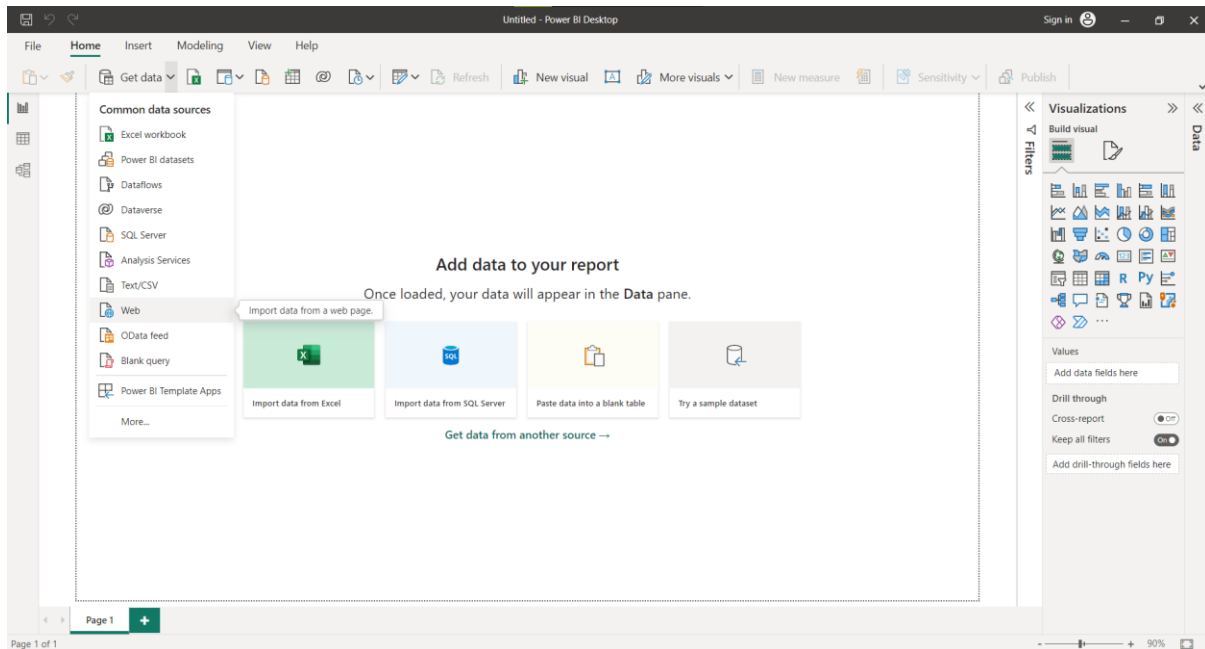 Untitled - Power BI Desktop
Sign in
File Home Insert Modeling View Help
Get data
Refresh
New visual
More visuals
New measure
Sensitivity
Publish
Common data sources
Excel workbook
Power BI datasets
Dataflows
Dataverse
SQL Server
Analysis Services
Text/CSV
Web
OData feed
Blank query
Power BI Template Apps
More...
Import data from a web page.
Add data to your report
Once loaded, your data will appear in the Data pane.
SQL
Import data from Excel
Import data from SQL Server
Paste data into a blank table
Try a sample dataset
Get data from another source →
Filters
Visualizations
Build visual
R Py
...
Values
Add data fields here
Drill through
Cross-report Off
Keep all filters On
Add drill-through fields here
Data
Page 1
Page 1 of 1
90%